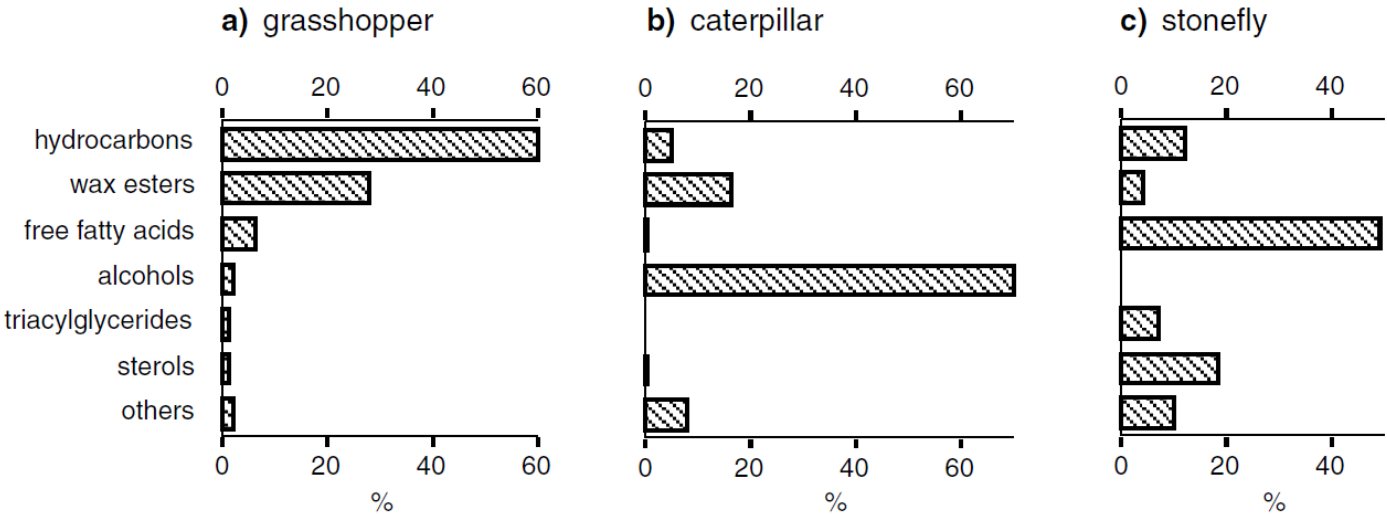 a) grasshopper
b) caterpillar
c) stonefly
0 20 40 60
0 20 40 60
0 20 40
hydrocarbons
wax esters
free fatty acids
alcohols
triacylglycerides
sterols
others
0 20 40 60
0 20 40 60
0 20 40
%
%
%